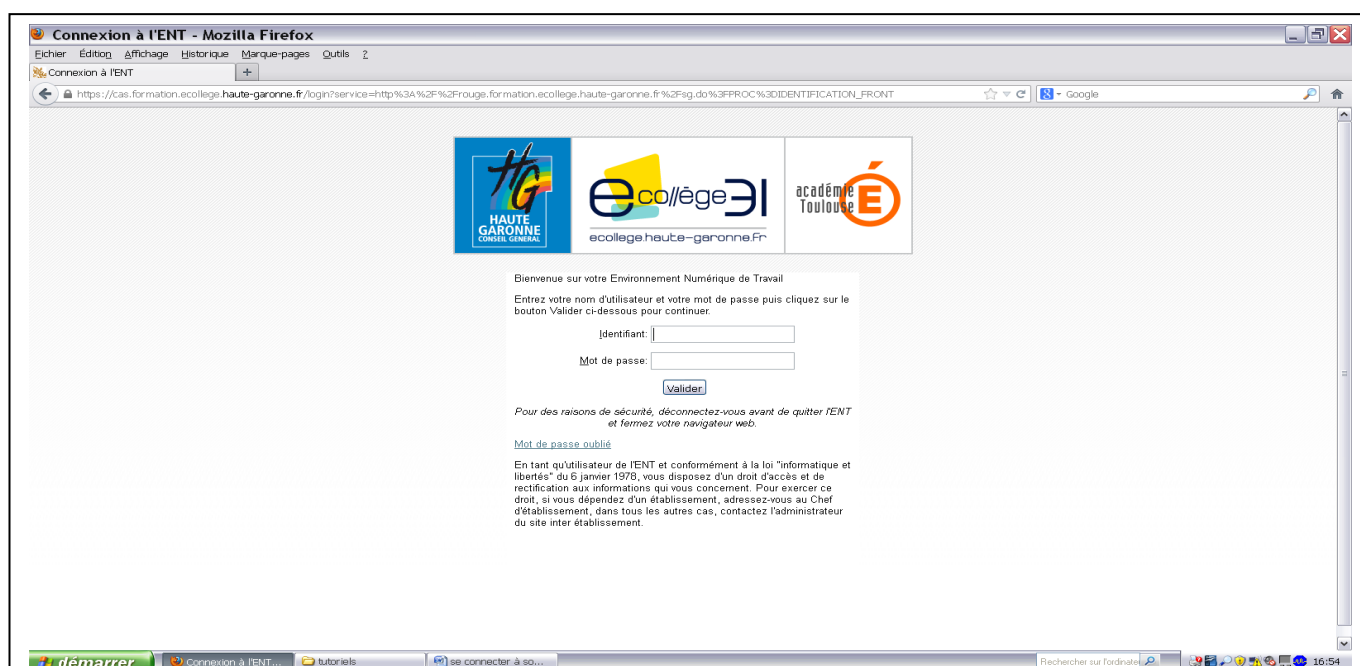 Connexion à l'ENT - Mozilla Firefox
Fichier Édition Affichage Historique Marque-pages Outils ?
Connexion à l'ENT +
https://cas.formation.ecollege.haute-garonne.fr/login?service=http%3A%2F%2Frouge.formation.ecollege.haute-garonne.fr%2Fsg.do%3FPROC%3DIDENTIFICATION_FRONT
Google
HG
HAUTE
GARONNE
CONSEIL GENERAL
ecollège31
ecollege.haute-garonne.Fr
académie
Toulouse
É
Bienvenue sur votre Environnement Numérique de Travail
Entrez votre nom d'utilisateur et votre mot de passe puis cliquez sur le
bouton Valider ci-dessous pour continuer.
Identifiant:
Mot de passe:
Valider
Pour des raisons de sécurité, déconnectez-vous avant de quitter l'ENT
et fermez votre navigateur web.
Mot de passe oublié
En tant qu'utilisateur de l'ENT et conformément à la loi "informatique et
libertés" du 6 janvier 1978, vous disposez d'un droit d'accès et de
rectification aux informations qui vous concernent. Pour exercer ce
droit, si vous dépendez d'un établissement, adressez-vous au Chef
d'établissement, dans tous les autres cas, contactez l'administrateur
du site inter établissement.
démarrer Connexion à l'ENT... tutoriels se connecter à so... Rechercher sur l'ordinate 16:54